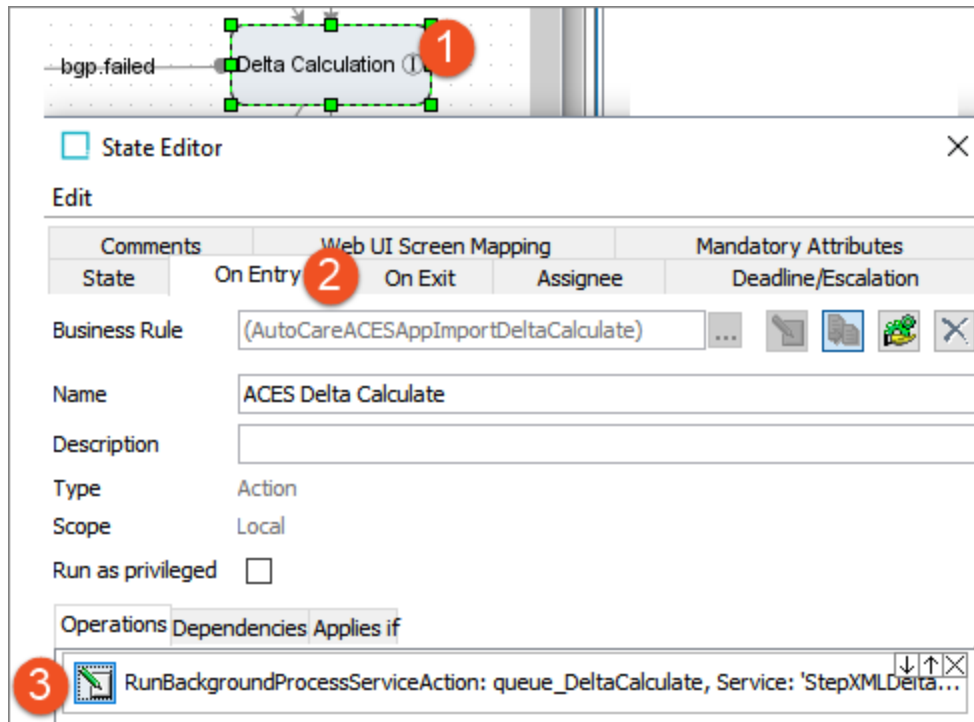 bgp.failed
Delta Calculation
1
State Editor
Edit
Comments Web UI Screen Mapping Mandatory Attributes
State On Entry 2 On Exit Assignee Deadline/Escalation
Business Rule (AutoCareACESAppImportDeltaCalculate) ...
Name ACES Delta Calculate
Description
Type Action
Scope Local
Run as privileged
Operations Dependencies Applies if
3 RunBackgroundProcessServiceAction: queue_DeltaCalculate, Service: 'StepXMLDelta...